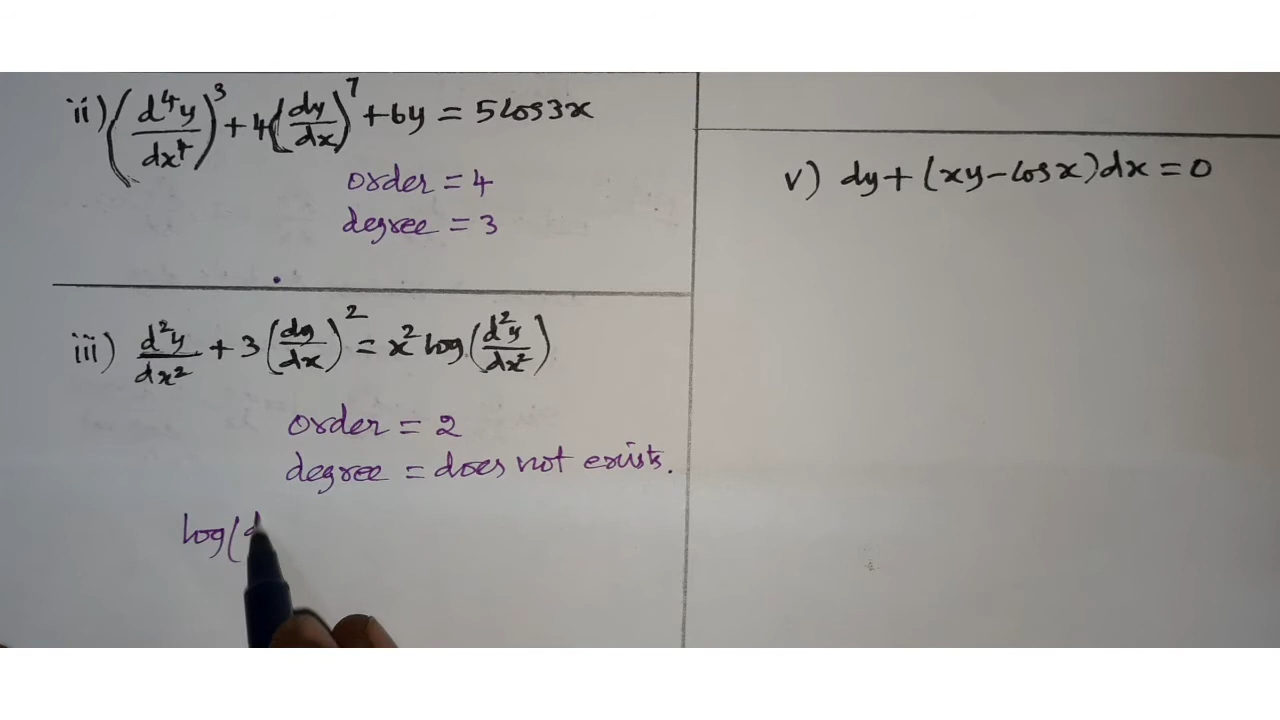 ii) (d⁴y/dx⁴)³ + 4(dy/dx)⁷ + 6y = 5cos3x
order = 4
degree = 3
iii) d²y/dx² + 3(dy/dx)² = x² log(d²y/dx²)
order = 2
degree = does not exists.
log(d
v) dy + (xy - cosx)dx = 0